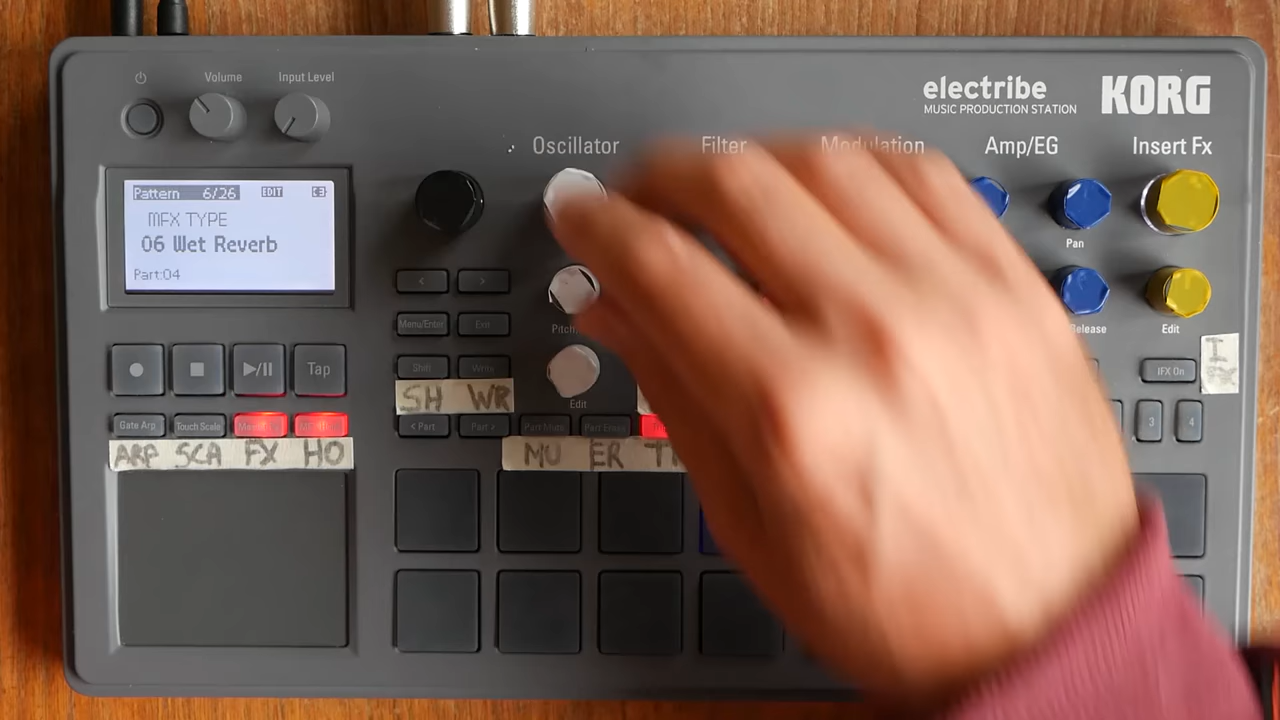 Volume
Input Level
electribe
MUSIC PRODUCTION STATION
KORG
Oscillator
Filter
Modulation
Amp/EG
Insert Fx
Pattern 6/26 EDIT
MFX TYPE
06 Wet Reverb
Part:04
Pan
< >
Menu/Enter Exit
Pitch
Release
Edit
Shift Write
Tap
IFX On
I
SH WR
Edit
Gate Arp Touch Scale
< Part Part >
Part Mute Part Erase
3 4
ARP SCA FX HO
MU ER